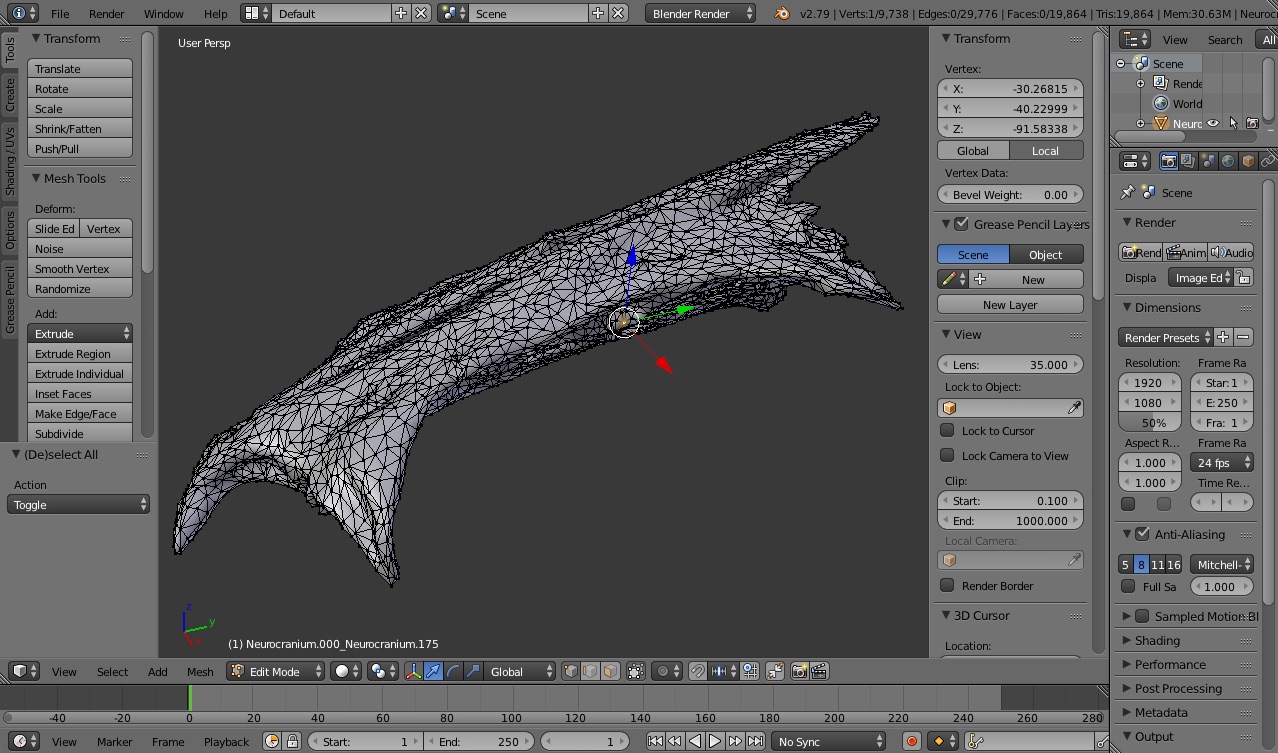 File Render Window Help Default Scene Blender Render v2.79 | Verts:1/9,738 | Edges:0/29,776 | Faces:0/19,864 | Tris:19,864 | Mem:30.63M | Neuroc
Tools
Create
Shading / UVs
Options
Grease Pencil
Transform
Translate
Rotate
Scale
Shrink/Fatten
Push/Pull
Mesh Tools
Deform:
Slide Ed Vertex
Noise
Smooth Vertex
Randomize
Add:
Extrude
Extrude Region
Extrude Individual
Inset Faces
Make Edge/Face
Subdivide
(De)select All
Action
Toggle
User Persp
z
y
x
(1) Neurocranium.000_Neurocranium.175
Transform
Vertex:
X: -30.26815
Y: -40.22999
Z: -91.58338
Global Local
Vertex Data:
Bevel Weight: 0.00
Grease Pencil Layers
Scene Object
New
New Layer
View
Lens: 35.000
Lock to Object:
Lock to Cursor
Lock Camera to View
Clip:
Start: 0.100
End: 1000.000
Local Camera:
Render Border
3D Cursor
Location:
View Search All
Scene
Rende
World
Neuro
Scene
Render
Rend Anim Audio
Displa Image Ed
Dimensions
Render Presets
Resolution: Frame Ra
1920 Star: 1
1080 E: 250
50% Fra: 1
Aspect R... Frame Ra
1.000 24 fps
1.000 Time Re...
Anti-Aliasing
5 8 11 16 Mitchell-
Full Sa 1.000
Sampled Motion Bl
Shading
Performance
Post Processing
Metadata
Output
View Select Add Mesh Edit Mode Global
-40 -20 0 20 40 60 80 100 120 140 160 180 200 220 240 260 280
View Marker Frame Playback Start: 1 End: 250 1 No Sync